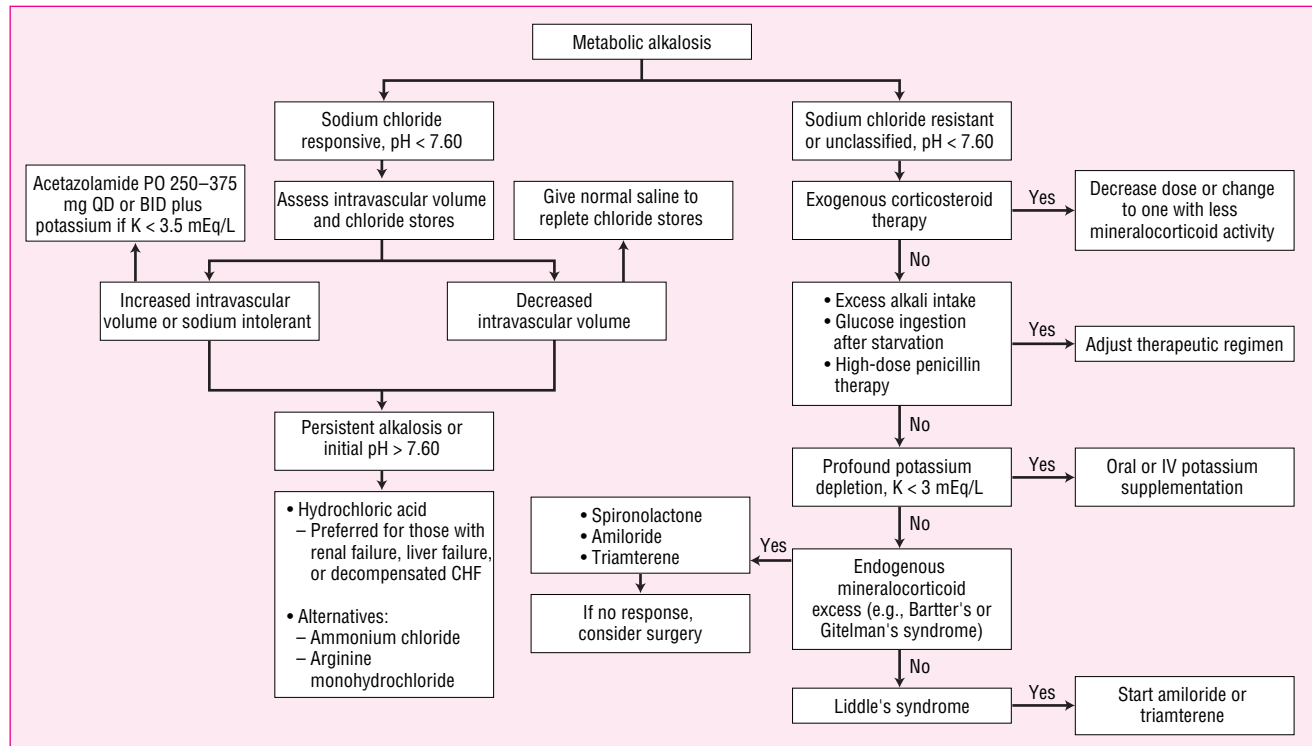 Metabolic alkalosis
Sodium chloride
responsive, pH < 7.60
Sodium chloride resistant
or unclassified, pH < 7.60
Acetazolamide PO 250–375
mg QD or BID plus
potassium if K < 3.5 mEq/L
Assess intravascular volume
and chloride stores
Give normal saline to
replete chloride stores
Exogenous corticosteroid
therapy
Yes
Decrease dose or change
to one with less
mineralocorticoid activity
No
Increased intravascular
volume or sodium intolerant
Decreased
intravascular volume
• Excess alkali intake
• Glucose ingestion
after starvation
• High-dose penicillin
therapy
Yes
Adjust therapeutic regimen
No
Persistent alkalosis or
initial pH > 7.60
Profound potassium
depletion, K < 3 mEq/L
Yes
Oral or IV potassium
supplementation
No
• Hydrochloric acid
– Preferred for those with
renal failure, liver failure,
or decompensated CHF
• Alternatives:
– Ammonium chloride
– Arginine
monohydrochloride
• Spironolactone
• Amiloride
• Triamterene
Yes
Endogenous
mineralocorticoid
excess (e.g., Bartter's or
Gitelman's syndrome)
If no response,
consider surgery
No
Liddle's syndrome
Yes
Start amiloride or
triamterene